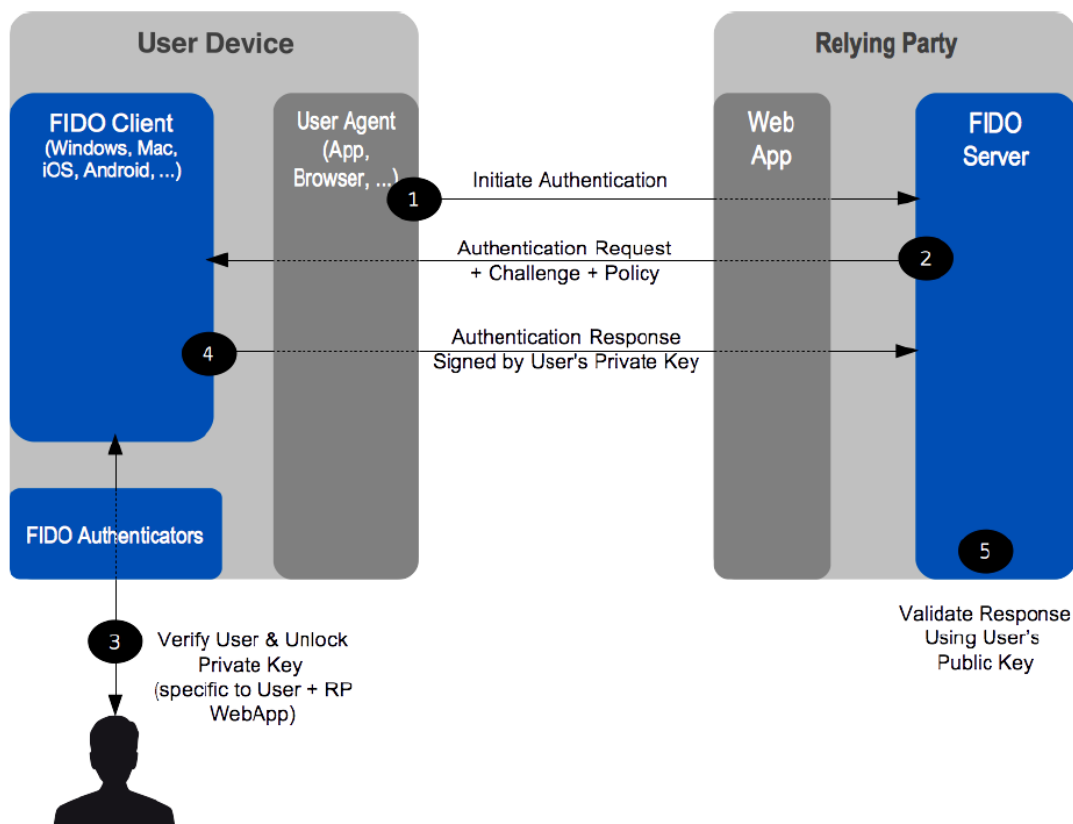 User Device
Relying Party
FIDO Client
(Windows, Mac,
iOS, Android, ...)
User Agent
(App,
Browser, ...)
Web
App
FIDO
Server
1
Initiate Authentication
Authentication Request
+ Challenge + Policy
2
4
Authentication Response
Signed by User's Private Key
FIDO Authenticators
5
3
Verify User & Unlock
Private Key
(specific to User + RP
WebApp)
Validate Response
Using User’s
Public Key